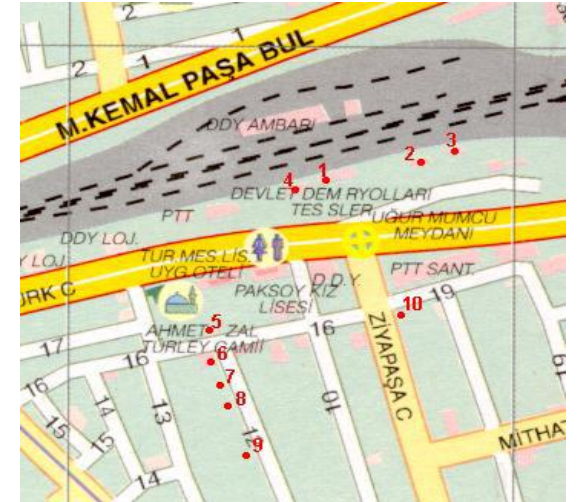 2
1
1
2
M.KEMAL PAŞA BUL
DDY AMBARI
3
2
1
4
DEVLET DEM RYOLLARI
TES SLER
PTT
UĞUR MUMCU
MEYDANI
DDY LOJ.
Y LOJ
TUR.MES.LİS.
UYG.OTELİ
D.D.Y.
PTT SANT.
PAKSOY KIZ
LİSESİ
ÜRK C
19
10
5
AHMET ZAL
TÜRLEY CAMİİ
16
17
16
6
ZİYAPAŞA C
7
16
14
13
8
10
15
15
12
9
MİTHAT
14